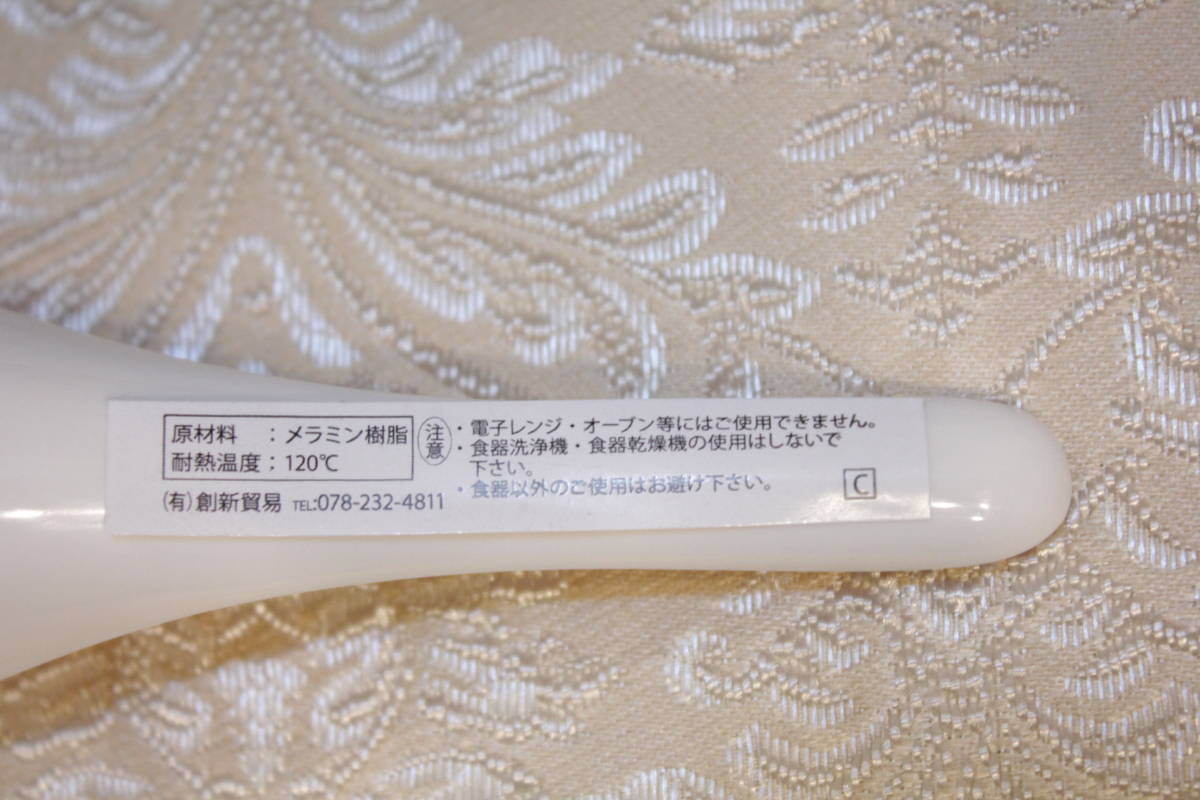 原材料　：メラミン樹脂
耐熱温度：120℃
(有)創新貿易 TEL:078-232-4811
注意
・電子レンジ・オーブン等にはご使用できません。
・食器洗浄機・食器乾燥機の使用はしないで
下さい。
・食器以外のご使用はお避け下さい。
C